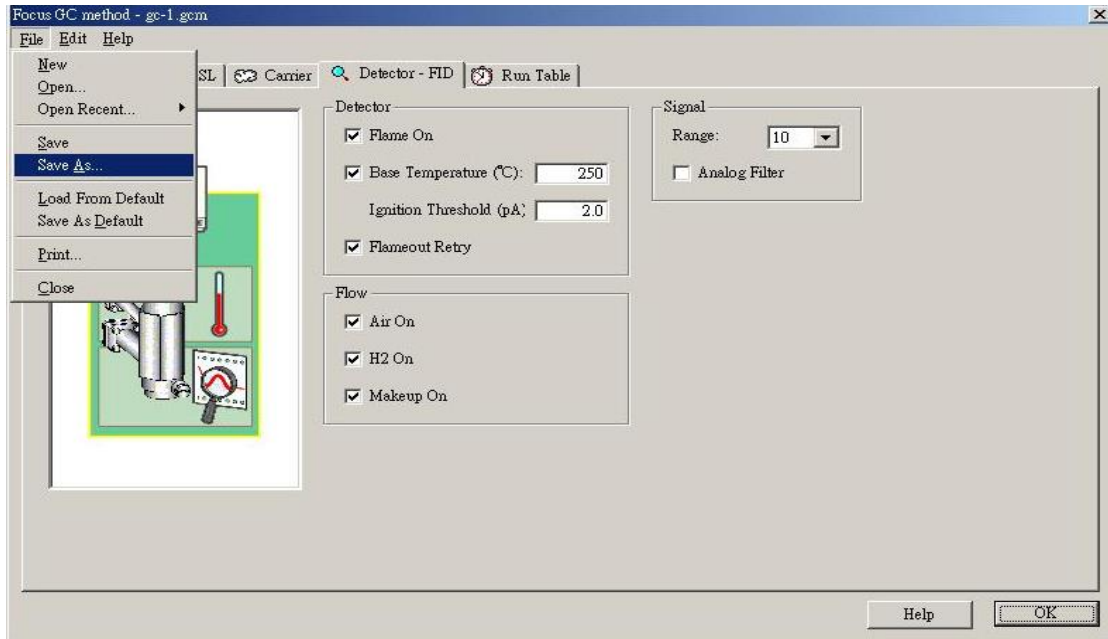 Focus GC method - gc-1.gcm
File Edit Help
New
Open...
Open Recent...
Save
Save As...
Load From Default
Save As Default
Print...
Close
SL
Carrier
Detector - FID
Run Table
Detector
Flame On
Base Temperature (°C): 250
Ignition Threshold (pA) 2.0
Flameout Retry
Flow
Air On
H2 On
Makeup On
Signal
Range: 10
Analog Filter
Help
OK